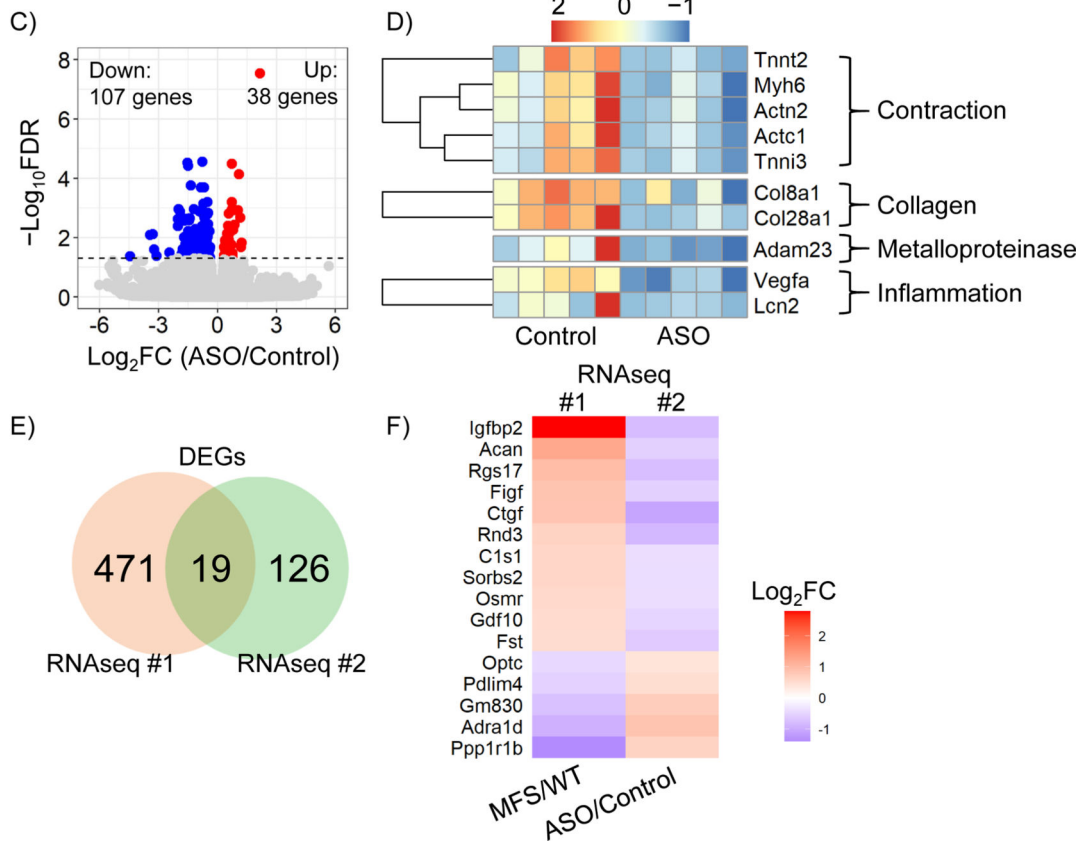 C)
8
6
4
2
0
−Log10FDR
Down:
107 genes
Up:
38 genes
-6
-3
0
3
6
Log2FC (ASO/Control)
D)
2
0
−1
Tnnt2
Myh6
Actn2
Actc1
Tnni3
Contraction
Col8a1
Col28a1
Collagen
Adam23
Metalloproteinase
Vegfa
Lcn2
Inflammation
Control
ASO
E)
DEGs
471
19
126
RNAseq #1
RNAseq #2
F)
RNAseq
#1
#2
Igfbp2
Acan
Rgs17
Figf
Ctgf
Rnd3
C1s1
Sorbs2
Osmr
Gdf10
Fst
Optc
Pdlim4
Gm830
Adra1d
Ppp1r1b
MFS/WT
ASO/Control
Log2FC
2
1
0
-1